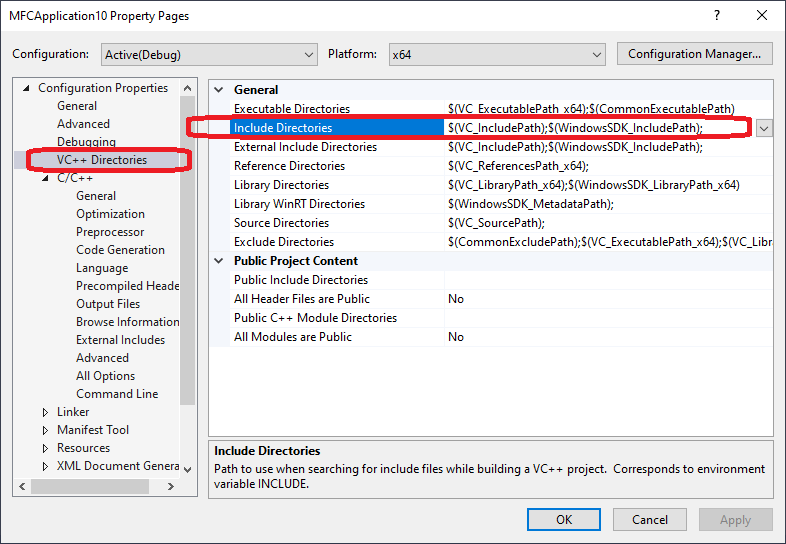 MFCApplication10 Property Pages
?
Configuration: Active(Debug) Platform: x64 Configuration Manager...
Configuration Properties
General
Advanced
Debugging
VC++ Directories
C/C++
General
Optimization
Preprocessor
Code Generation
Language
Precompiled Heade
Output Files
Browse Information
External Includes
Advanced
All Options
Command Line
Linker
Manifest Tool
Resources
XML Document Genera
General
Executable Directories $(VC_ExecutablePath_x64);$(CommonExecutablePath)
Include Directories $(VC_IncludePath);$(WindowsSDK_IncludePath);
External Include Directories $(VC_IncludePath);$(WindowsSDK_IncludePath);
Reference Directories $(VC_ReferencesPath_x64);
Library Directories $(VC_LibraryPath_x64);$(WindowsSDK_LibraryPath_x64)
Library WinRT Directories $(WindowsSDK_MetadataPath);
Source Directories $(VC_SourcePath);
Exclude Directories $(CommonExcludePath);$(VC_ExecutablePath_x64);$(VC_Libra
Public Project Content
Public Include Directories
All Header Files are Public No
Public C++ Module Directories
All Modules are Public No
Include Directories
Path to use when searching for include files while building a VC++ project.  Corresponds to environment
variable INCLUDE.
OK Cancel Apply